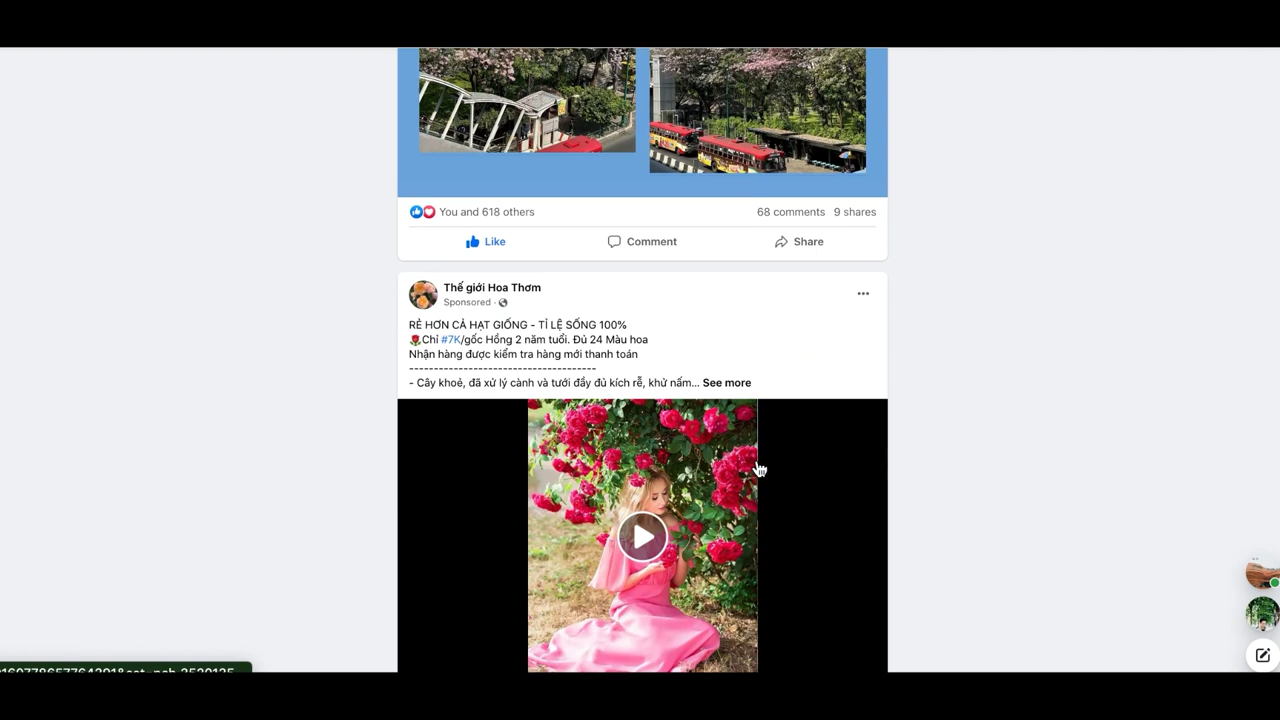 You and 618 others
68 comments 9 shares
Like
Comment
Share
Thế giới Hoa Thơm
Sponsored ·
RẺ HƠN CẢ HẠT GIỐNG - TỈ LỆ SỐNG 100%
🌹Chỉ #7K/gốc Hồng 2 năm tuổi. Đủ 24 Màu hoa
Nhận hàng được kiểm tra hàng mới thanh toán
------------------------------------
- Cây khoẻ, đã xử lý cành và tưới đầy đủ kích rễ, khử nấm... See more